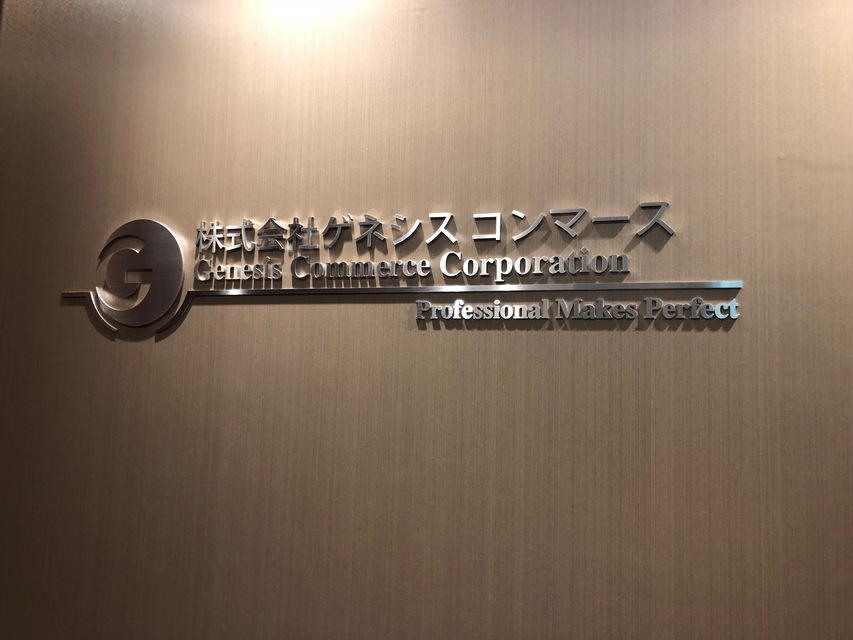 G
株式会社ゲネシス コンマース
Genesis Commerce Corporation
Professional Makes Perfect